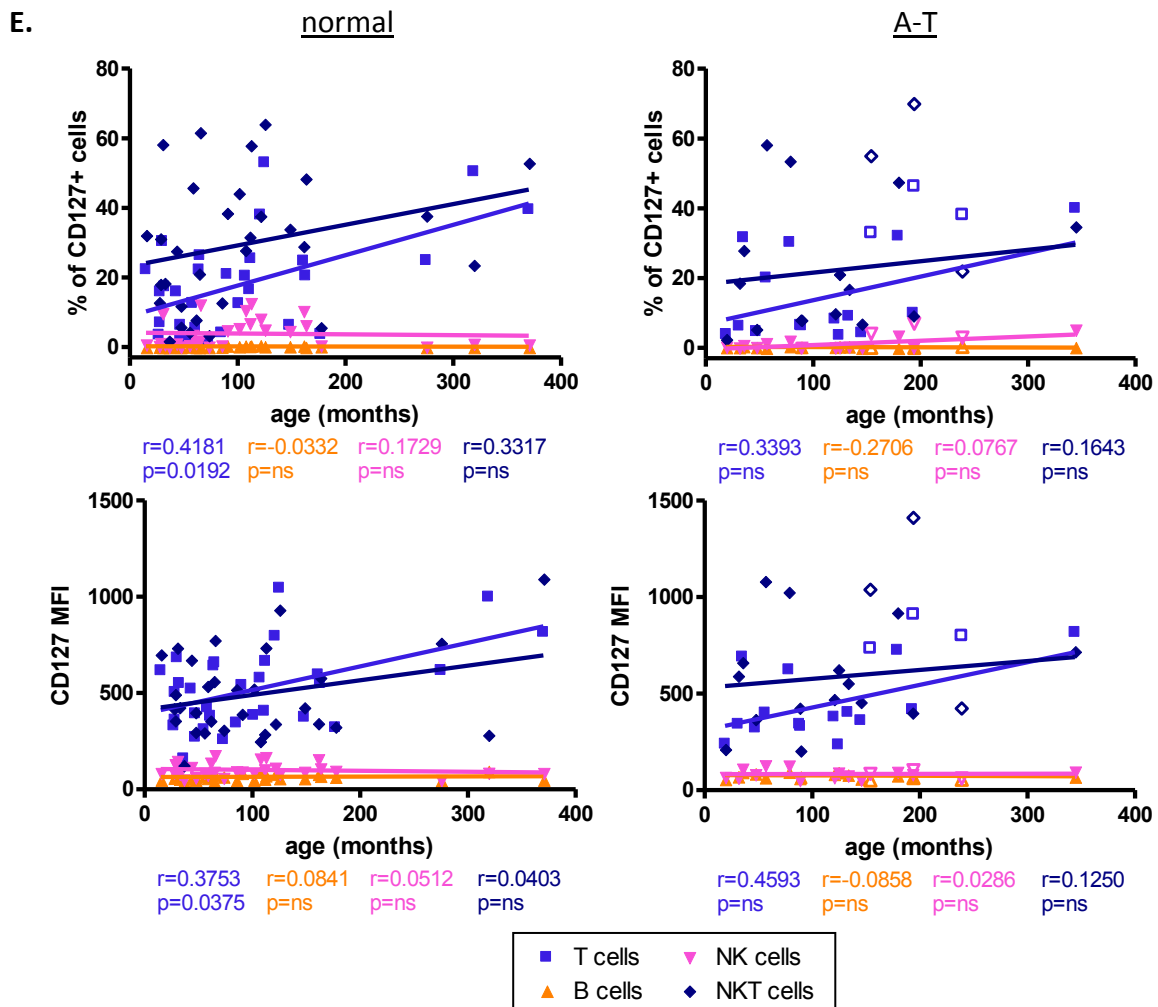 E.
normal
A-T
80
60
40
20
0
% of CD127+ cells
0 100 200 300 400
age (months)
r=0.4181 r=-0.0332 r=0.1729 r=0.3317
p=0.0192 p=ns p=ns p=ns
80
60
40
20
0
% of CD127+ cells
0 100 200 300 400
age (months)
r=0.3393 r=-0.2706 r=0.0767 r=0.1643
p=ns p=ns p=ns p=ns
1500
1000
500
0
CD127 MFI
0 100 200 300 400
age (months)
r=0.3753 r=0.0841 r=0.0512 r=0.0403
p=0.0375 p=ns p=ns p=ns
1500
1000
500
0
CD127 MFI
0 100 200 300 400
age (months)
r=0.4593 r=-0.0858 r=0.0286 r=0.1250
p=ns p=ns p=ns p=ns
T cells NK cells
B cells NKT cells